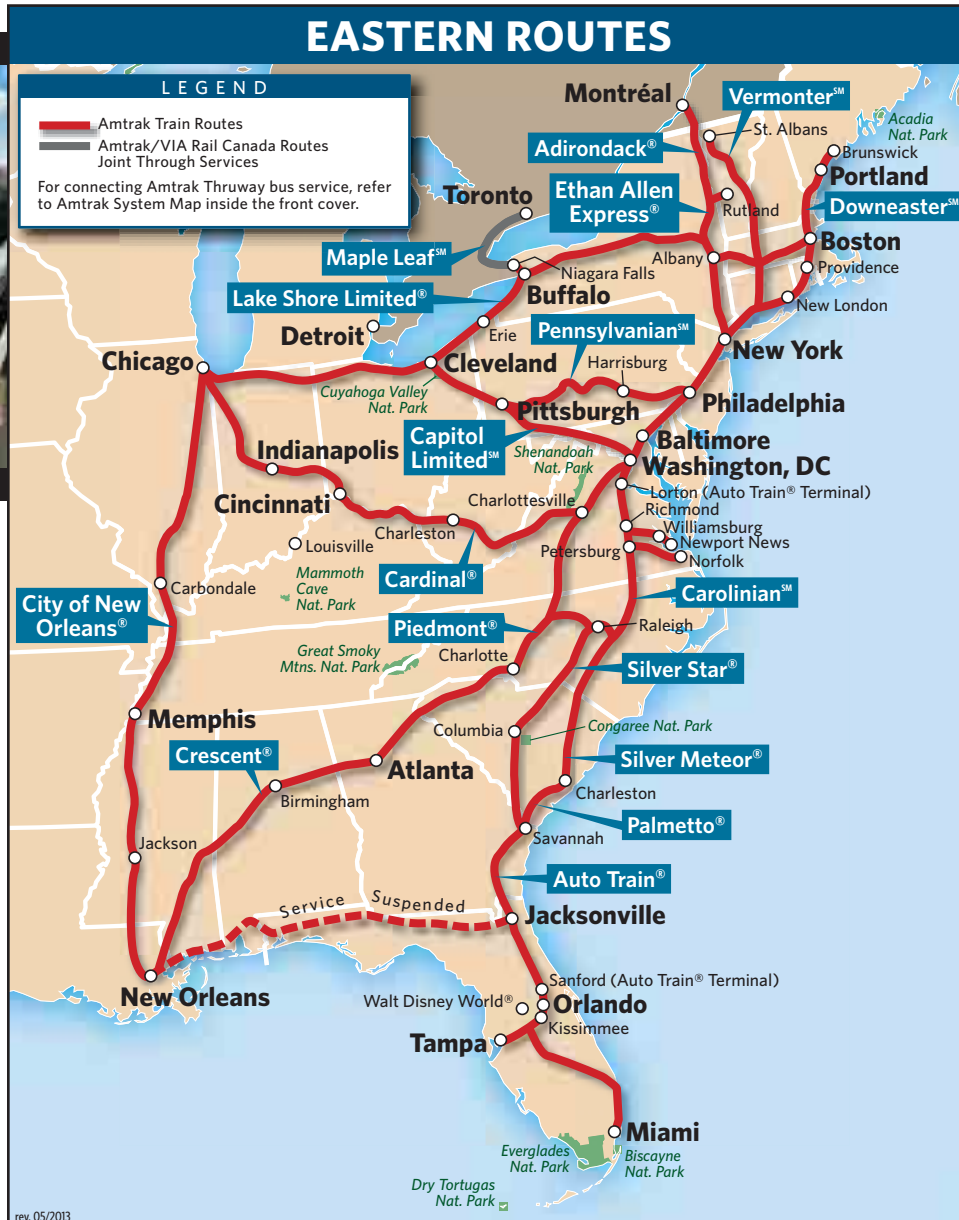 EASTERN ROUTES
LEGEND
Amtrak Train Routes
Amtrak/VIA Rail Canada Routes
Joint Through Services
For connecting Amtrak Thruway bus service, refer
to Amtrak System Map inside the front cover.
Montréal
Vermonter℠
St. Albans
Acadia
Nat. Park
Adirondack®
Brunswick
Portland
Toronto
Ethan Allen
Express®
Rutland
Downeaster℠
Boston
Maple Leaf℠
Albany
Niagara Falls
Providence
Lake Shore Limited®
Buffalo
New London
Detroit
Erie
Pennsylvanian℠
New York
Chicago
Cleveland
Harrisburg
Cuyahoga Valley
Nat. Park
Pittsburgh
Philadelphia
Capitol
Limited℠
Baltimore
Indianapolis
Shenandoah
Nat. Park
Washington, DC
Cincinnati
Charlottesville
Lorton (Auto Train® Terminal)
Richmond
Williamsburg
Charleston
Newport News
Louisville
Petersburg
Norfolk
Mammoth
Cave
Nat. Park
Cardinal®
Carbondale
Carolinian℠
City of New
Orleans®
Piedmont®
Raleigh
Great Smoky
Mtns. Nat. Park
Charlotte
Silver Star®
Memphis
Columbia
Congaree Nat. Park
Crescent®
Atlanta
Silver Meteor®
Birmingham
Charleston
Palmetto®
Jackson
Savannah
Auto Train®
Service Suspended
Jacksonville
New Orleans
Sanford (Auto Train® Terminal)
Walt Disney World®
Orlando
Kissimmee
Tampa
Miami
Everglades
Nat. Park
Biscayne
Nat. Park
Dry Tortugas
Nat. Park
rev. 05/2013